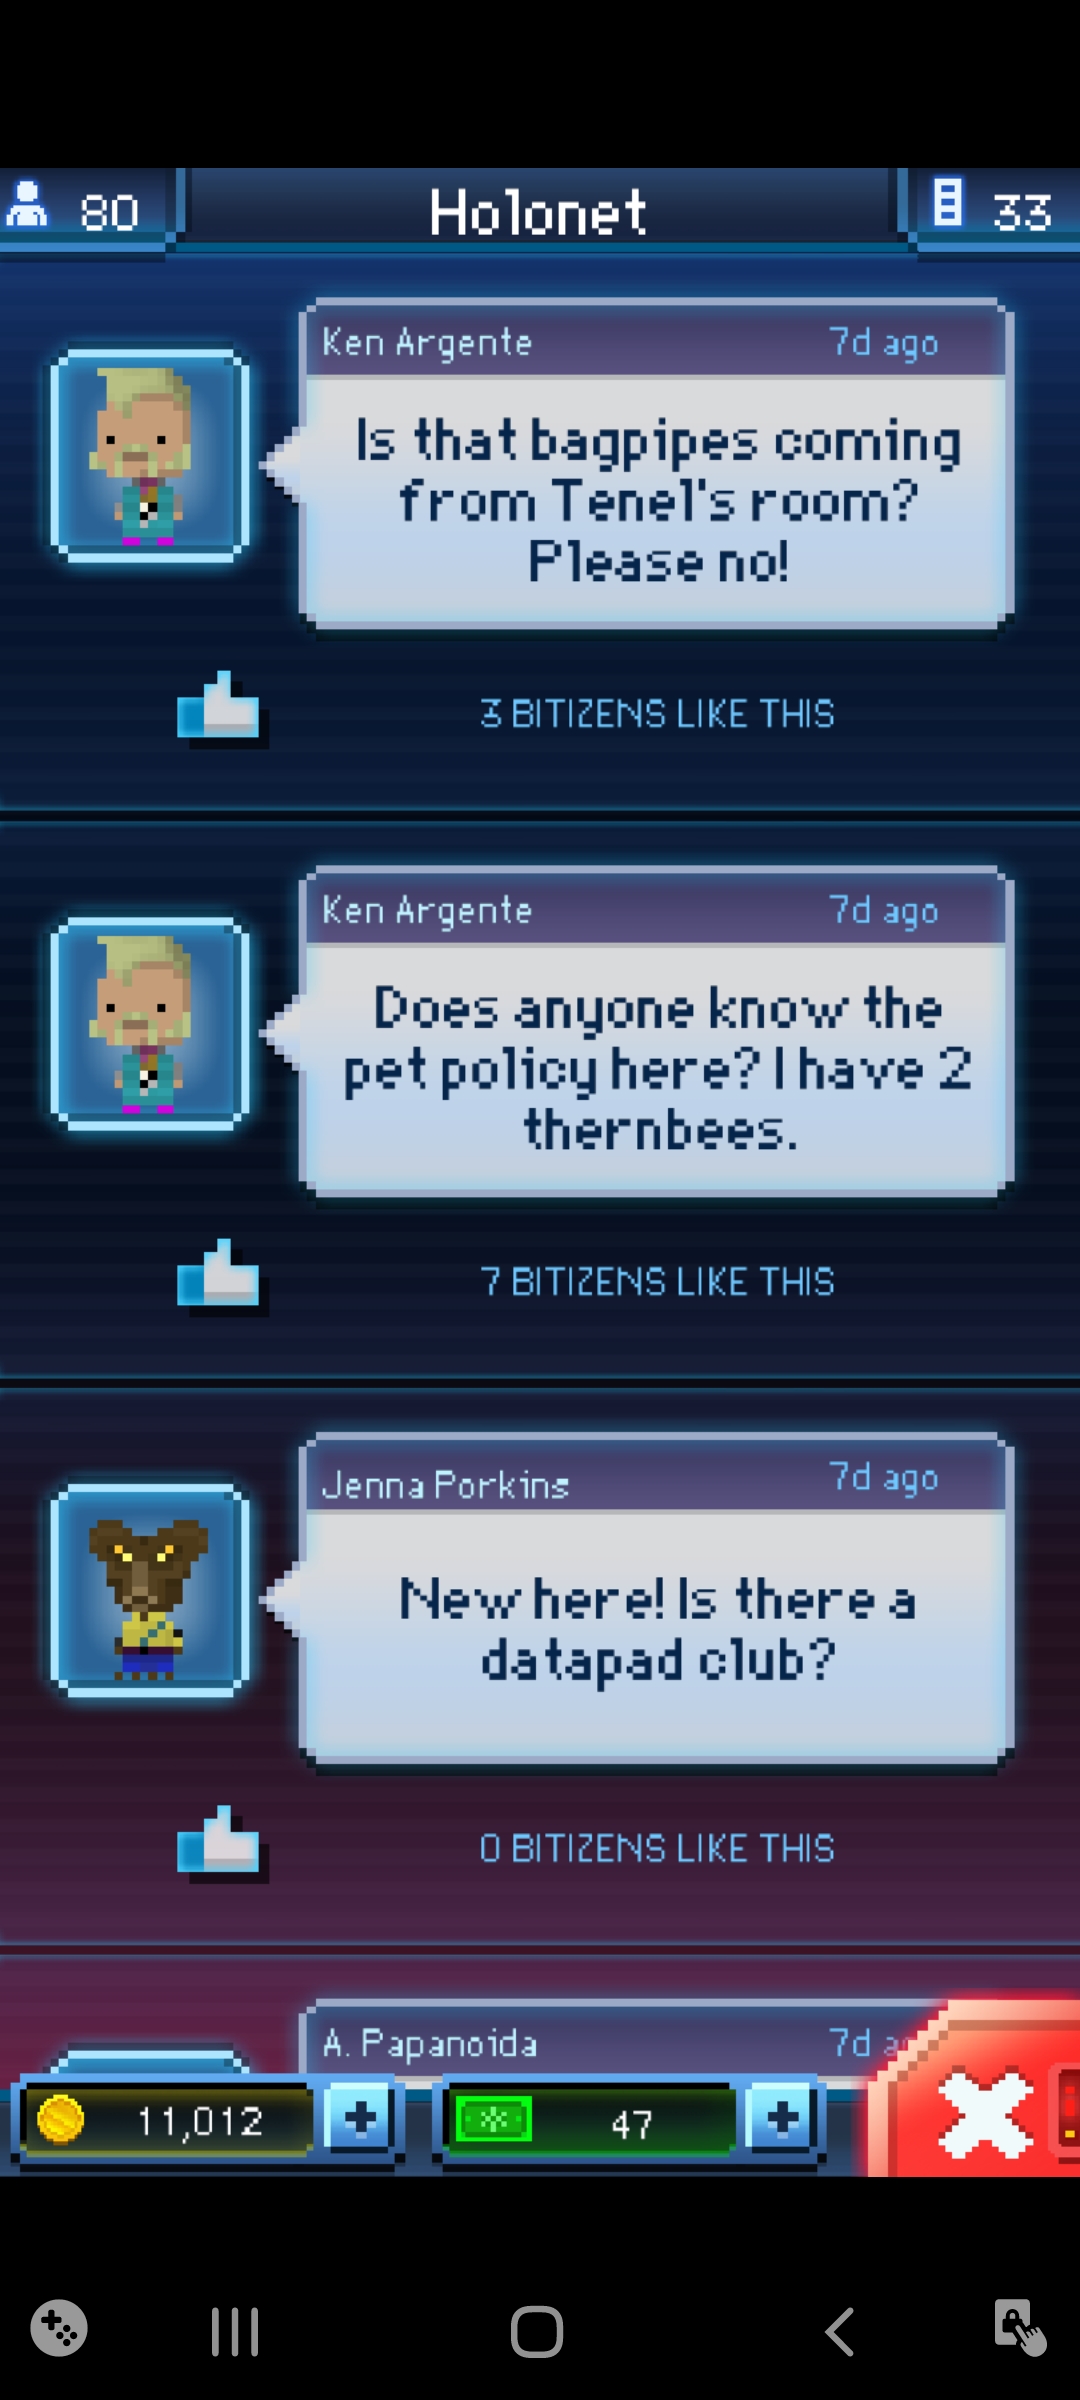 80
Holonet
33
Ken Argente
7d ago
Is that bagpipes coming
from Tenel's room?
Please no!
3 BITIZENS LIKE THIS
Ken Argente
7d ago
Does anyone know the
pet policy here? I have 2
thernbees.
7 BITIZENS LIKE THIS
Jenna Porkins
7d ago
New here! Is there a
datapad club?
0 BITIZENS LIKE THIS
A. Papanoida
7d a
11,012
47